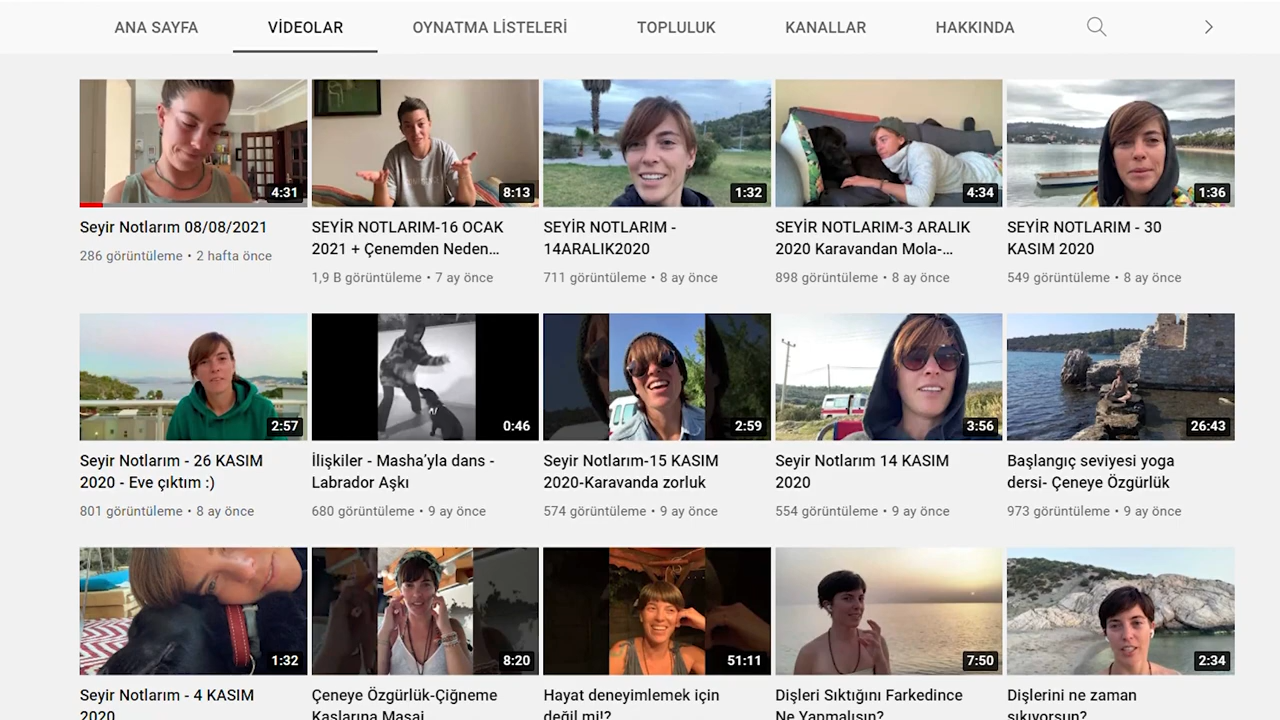 ANA SAYFA VİDEOLAR OYNATMA LİSTELERİ TOPLULUK KANALLAR HAKKINDA
4:31 8:13 1:32 4:34 1:36
Seyir Notlarım 08/08/2021
286 görüntüleme • 2 hafta önce
SEYİR NOTLARIM-16 OCAK
2021 + Çenemden Neden...
1,9 B görüntüleme • 7 ay önce
SEYİR NOTLARIM -
14ARALIK2020
711 görüntüleme • 8 ay önce
SEYİR NOTLARIM-3 ARALIK
2020 Karavandan Mola-...
898 görüntüleme • 8 ay önce
SEYİR NOTLARIM - 30
KASIM 2020
549 görüntüleme • 8 ay önce
2:57 0:46 2:59 3:56 26:43
Seyir Notlarım - 26 KASIM
2020 - Eve çıktım :)
801 görüntüleme • 8 ay önce
İlişkiler - Masha’yla dans -
Labrador Aşkı
680 görüntüleme • 9 ay önce
Seyir Notlarım-15 KASIM
2020-Karavanda zorluk
574 görüntüleme • 9 ay önce
Seyir Notlarım 14 KASIM
2020
554 görüntüleme • 9 ay önce
Başlangıç seviyesi yoga
dersi- Çeneye Özgürlük
973 görüntüleme • 9 ay önce
1:32 8:20 51:11 7:50 2:34
Seyir Notlarım - 4 KASIM
2020
Çeneye Özgürlük-Çiğneme
Kaslarına Masaj
Hayat deneyimlemek için
değil mi!?
Dişleri Sıktığını Farkedince
Ne Yapmalısın?
Dişlerini ne zaman
sıkıyorsun?